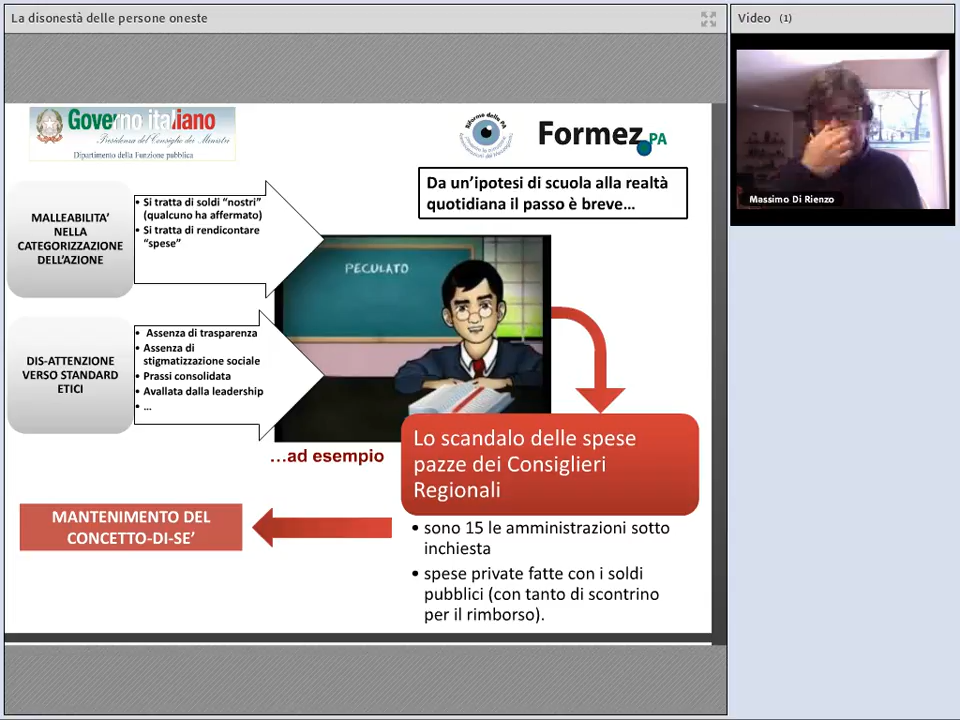 La disonestà delle persone oneste
Video (1)
Governo italiano
Presidenza del Consiglio dei Ministri
Dipartimento della Funzione pubblica
Formez PA
Massimo Di Rienzo
Da un'ipotesi di scuola alla realtà
quotidiana il passo è breve…
MALLEABILITA'
NELLA
CATEGORIZZAZIONE
DELL'AZIONE
• Si tratta di soldi "nostri"
(qualcuno ha affermato)
• Si tratta di rendicontare
"spese"
PECULATO
DIS-ATTENZIONE
VERSO STANDARD
ETICI
• Assenza di trasparenza
• Assenza di
stigmatizzazione sociale
• Prassi consolidata
• Avallata dalla leadership
• …
…ad esempio
Lo scandalo delle spese
pazze dei Consiglieri
Regionali
MANTENIMENTO DEL
CONCETTO-DI-SE'
• sono 15 le amministrazioni sotto
inchiesta
• spese private fatte con i soldi
pubblici (con tanto di scontrino
per il rimborso).